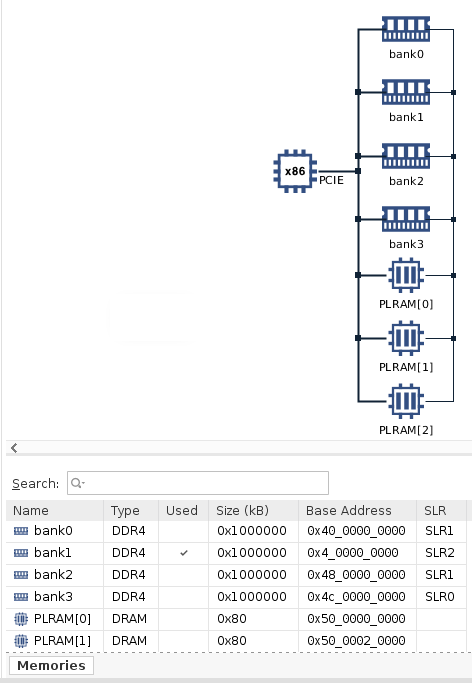 bank0
bank1
bank2
x86
PCIE
bank3
PLRAM[0]
PLRAM[1]
PLRAM[2]
Search:
Name Type Used Size (kB) Base Address SLR
bank0 DDR4 0x1000000 0x40_0000_0000 SLR1
bank1 DDR4 ✓ 0x1000000 0x4_0000_0000 SLR2
bank2 DDR4 0x1000000 0x48_0000_0000 SLR1
bank3 DDR4 0x1000000 0x4c_0000_0000 SLR0
PLRAM[0] DRAM 0x80 0x50_0000_0000
PLRAM[1] DRAM 0x80 0x50_0002_0000
Memories